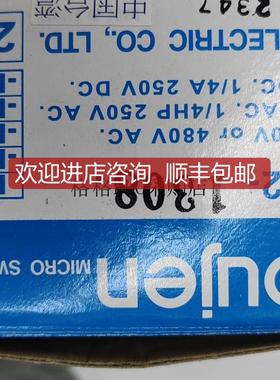 2347
中国台湾
ELECTRIC CO., LTD.
C. 1/4A 250V DC.
AC. 1/4HP 250V AC
0V or 480V AC.
欢迎进店咨询 顺丰包邮
1308
oujen
MICRO SW